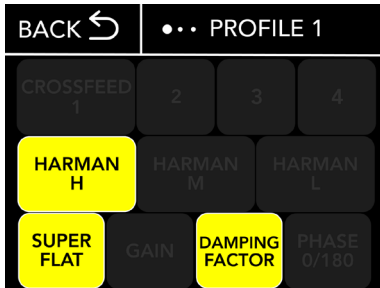 BACK
PROFILE 1
CROSSFEED
1
2
3
4
HARMAN
H
HARMAN
M
HARMAN
L
SUPER
FLAT
GAIN
DAMPING
FACTOR
PHASE
0/180